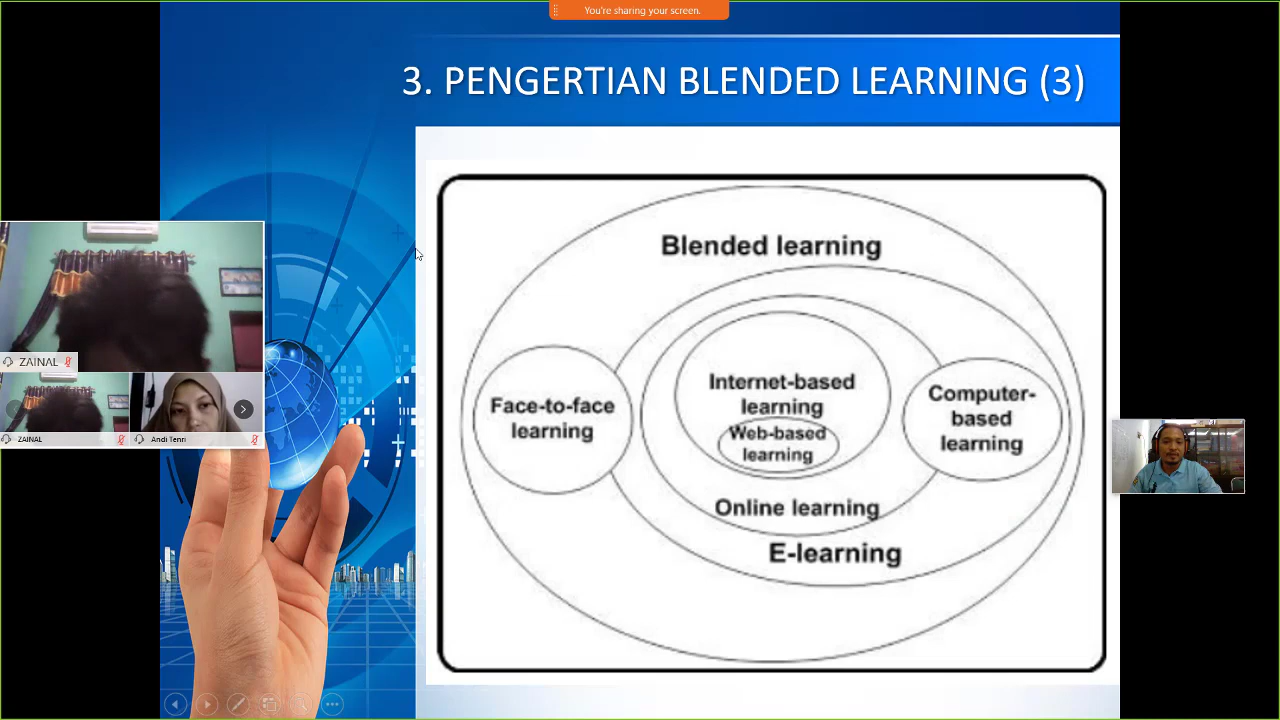 You're sharing your screen.
3. PENGERTIAN BLENDED LEARNING (3)
Blended learning
Face-to-face
learning
Internet-based
learning
Web-based
learning
Computer-
based
learning
Online learning
E-learning
ZAINAL
ZAINAL
Andi Tenri